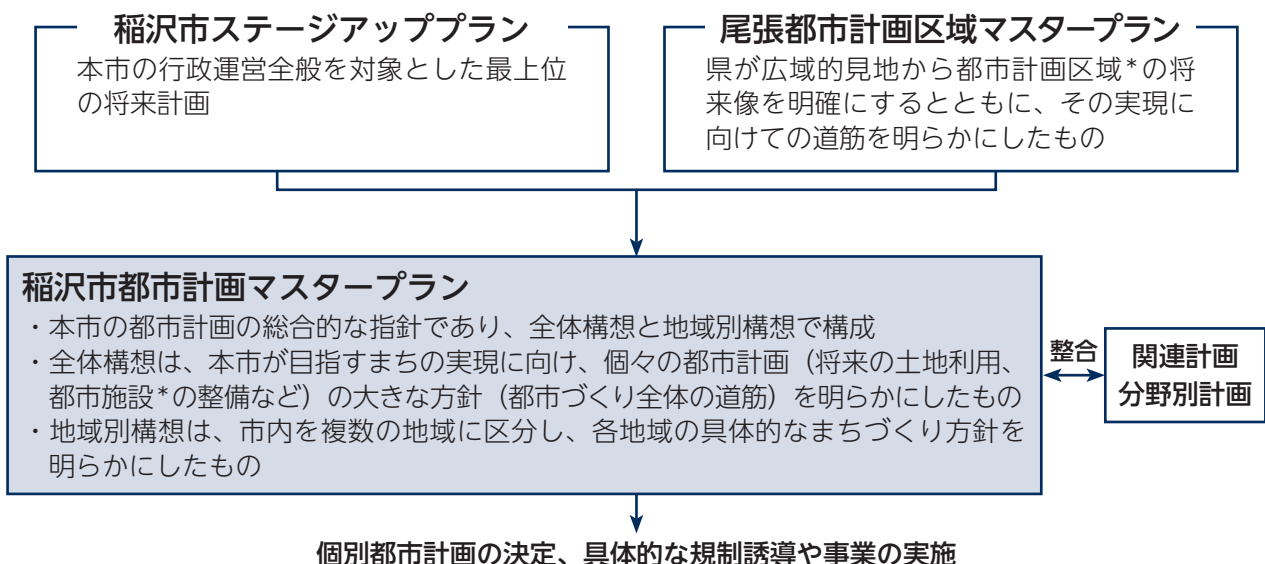 稲沢市ステージアッププラン
本市の行政運営全般を対象とした最上位
の将来計画
尾張都市計画区域マスタープラン
県が広域的見地から都市計画区域*の将
来像を明確にするとともに、その実現に
向けての道筋を明らかにしたもの
稲沢市都市計画マスタープラン
・本市の都市計画の総合的な指針であり、全体構想と地域別構想で構成
・全体構想は、本市が目指すまちの実現に向け、個々の都市計画（将来の土地利用、
都市施設*の整備など）の大きな方針（都市づくり全体の道筋）を明らかにしたもの
・地域別構想は、市内を複数の地域に区分し、各地域の具体的なまちづくり方針を
明らかにしたもの
整合
関連計画
分野別計画
個別都市計画の決定、具体的な規制誘導や事業の実施